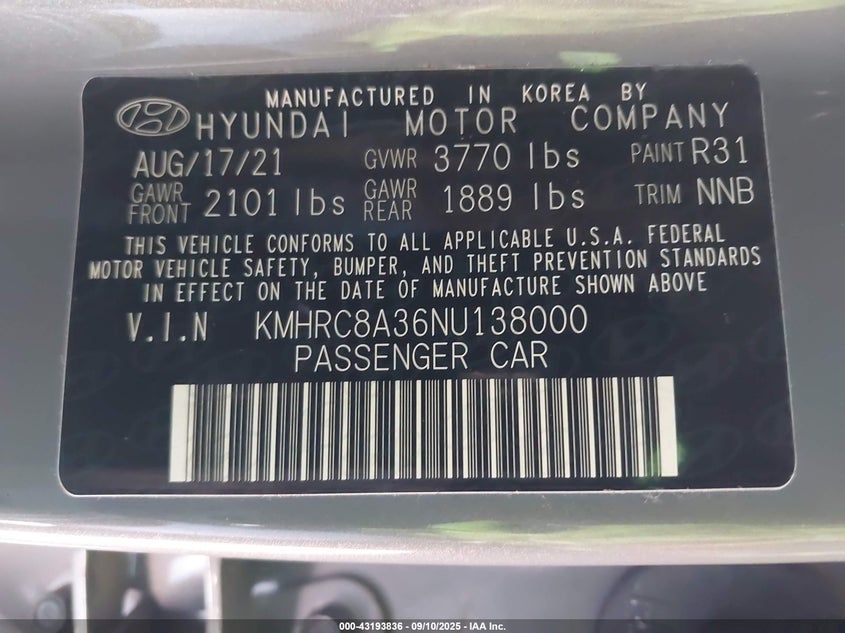 MANUFACTURED IN KOREA BY
HYUNDAI MOTOR COMPANY
AUG/17/21 GVWR 3770 lbs PAINT R31
GAWR FRONT 2101 lbs GAWR REAR 1889 lbs TRIM NNB
THIS VEHICLE CONFORMS TO ALL APPLICABLE U.S.A. FEDERAL
MOTOR VEHICLE SAFETY, BUMPER, AND THEFT PREVENTION STANDARDS
IN EFFECT ON THE DATE OF MANUFACTURE SHOWN ABOVE
V.I.N KMHRC8A36NU138000
PASSENGER CAR
000-43193836 - 09/10/2025 - IAA Inc.